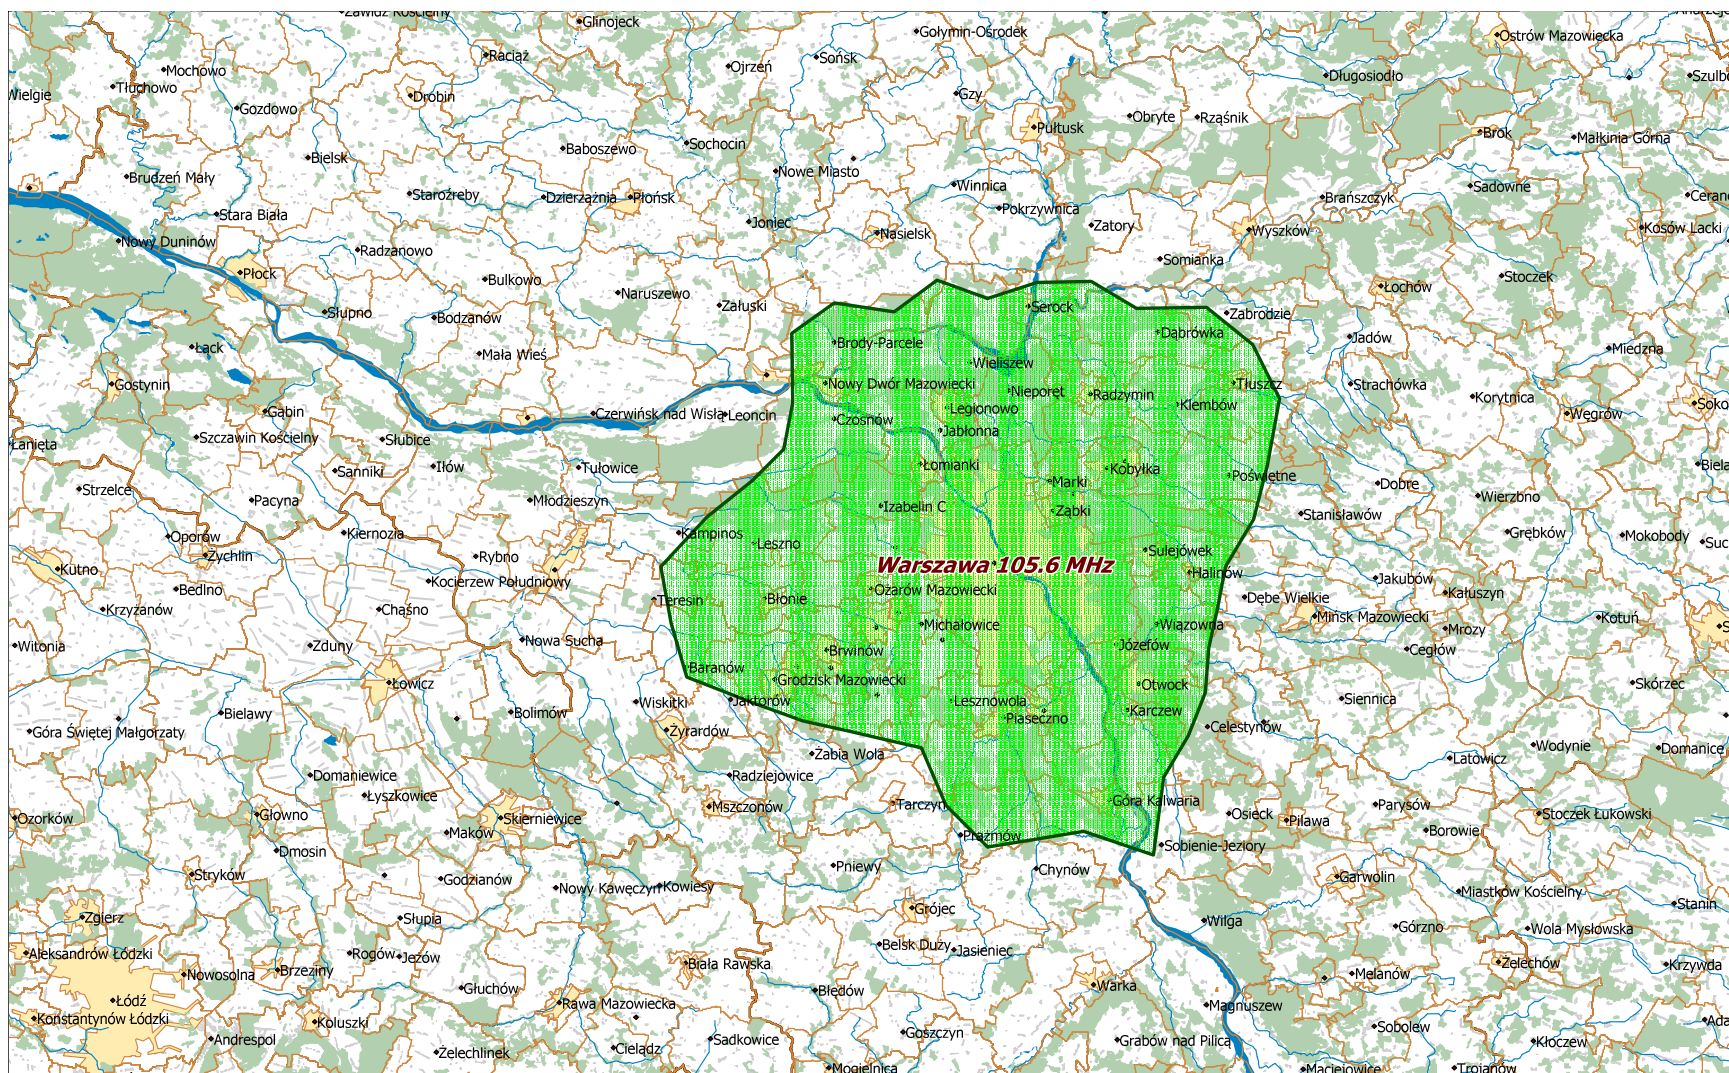 Zawidz Kościelny
Glinojeck
Gołymin-Ośrodek
Ostrów Mazowiecka
Raciąż
Sońsk
Ojrzeń
Mochowo
Długosiodło
Tłuchowo
Wielgie
Drobin
Gzy
Gozdowo
Obryte
Rząśnik
Pułtusk
Brok
Małkinia Górna
Sochocin
Baboszewo
Bielsk
Nowe Miasto
Brudzeń Mały
Winnica
Sadowne
Staroźreby
Dzierzążnia
Płońsk
Brańszczyk
Pokrzywnica
Stara Biała
Joniec
Zatory
Nasielsk
Wyszków
Kosów Lacki
Nowy Duninów
Radzanowo
Somianka
Płock
Bulkowo
Stoczek
Naruszewo
Łochów
Załuski
Serock
Słupno
Bodzanów
Zabrodzie
Dąbrówka
Jadów
Brody-Parcele
Łąck
Mała Wieś
Miedzna
Wieliszew
Gostynin
Nowy Dwór Mazowiecki
Tłuszcz
Strachówka
Nieporęt
Radzymin
Korytnica
Klembów
Gąbin
Czerwińsk nad Wisłą
Leoncin
Legionowo
Węgrów
Czosnów
Jabłonna
Szczawin Kościelny
Słubice
Łanięta
Sanniki
Iłów
Tułowice
Łomianki
Kobyłka
Poświętne
Marki
Dobre
Strzelce
Pacyna
Młodzieszyn
Izabelin C
Ząbki
Stanisławów
Wierzbno
Oporów
Kiernozia
Kampinos
Leszno
Grębków
Mokobody
Żychlin
Rybno
Sulejówek
Warszawa 105.6 MHz
Kutno
Halinów
Kocierzew Południowy
Jakubów
Bedlno
Ożarów Mazowiecki
Kałuszyn
Teresin
Błonie
Dębe Wielkie
Krzyżanów
Chąśno
Mińsk Mazowiecki
Kotuń
Michałowice
Wiązowna
Mrozy
Nowa Sucha
Witonia
Zduny
Józefów
Brwinów
Cegłów
Baranów
Łowicz
Grodzisk Mazowiecki
Otwock
Skórzec
Wiskitki
Jaktorów
Lesznowola
Siennica
Bielawy
Bolimów
Karczew
Piaseczno
Celestynów
Góra Świętej Małgorzaty
Żyrardów
Wodynie
Domanice
Żabia Wola
Latowicz
Domaniewice
Radziejowice
Łyszkowice
Mszczonów
Tarczyn
Góra Kalwaria
Parysów
Ozorków
Główno
Skierniewice
Osieck
Pilawa
Stoczek Łukowski
Maków
Prażmów
Borowie
Dmosin
Sobienie-Jeziory
Stryków
Godzianów
Pniewy
Chynów
Garwolin
Nowy Kawęczyn
Kowiesy
Miastków Kościelny
Stanin
Zgierz
Słupia
Grójec
Wilga
Górzno
Wola Mysłowska
Aleksandrów Łódzki
Rogów
Jeżów
Belsk Duży
Jasieniec
Nowosolna
Brzeziny
Biała Rawska
Żelechów
Krzywda
Melanów
Głuchów
Błędów
Warka
Łódź
Rawa Mazowiecka
Magnuszew
Konstantynów Łódzki
Koluszki
Goszczyn
Sobolew
Andrespol
Sadkowice
Grabów nad Pilicą
Kłoczew
Żelechlinek
Cielądz
Mogielnica
Maciejowice
Trojanów